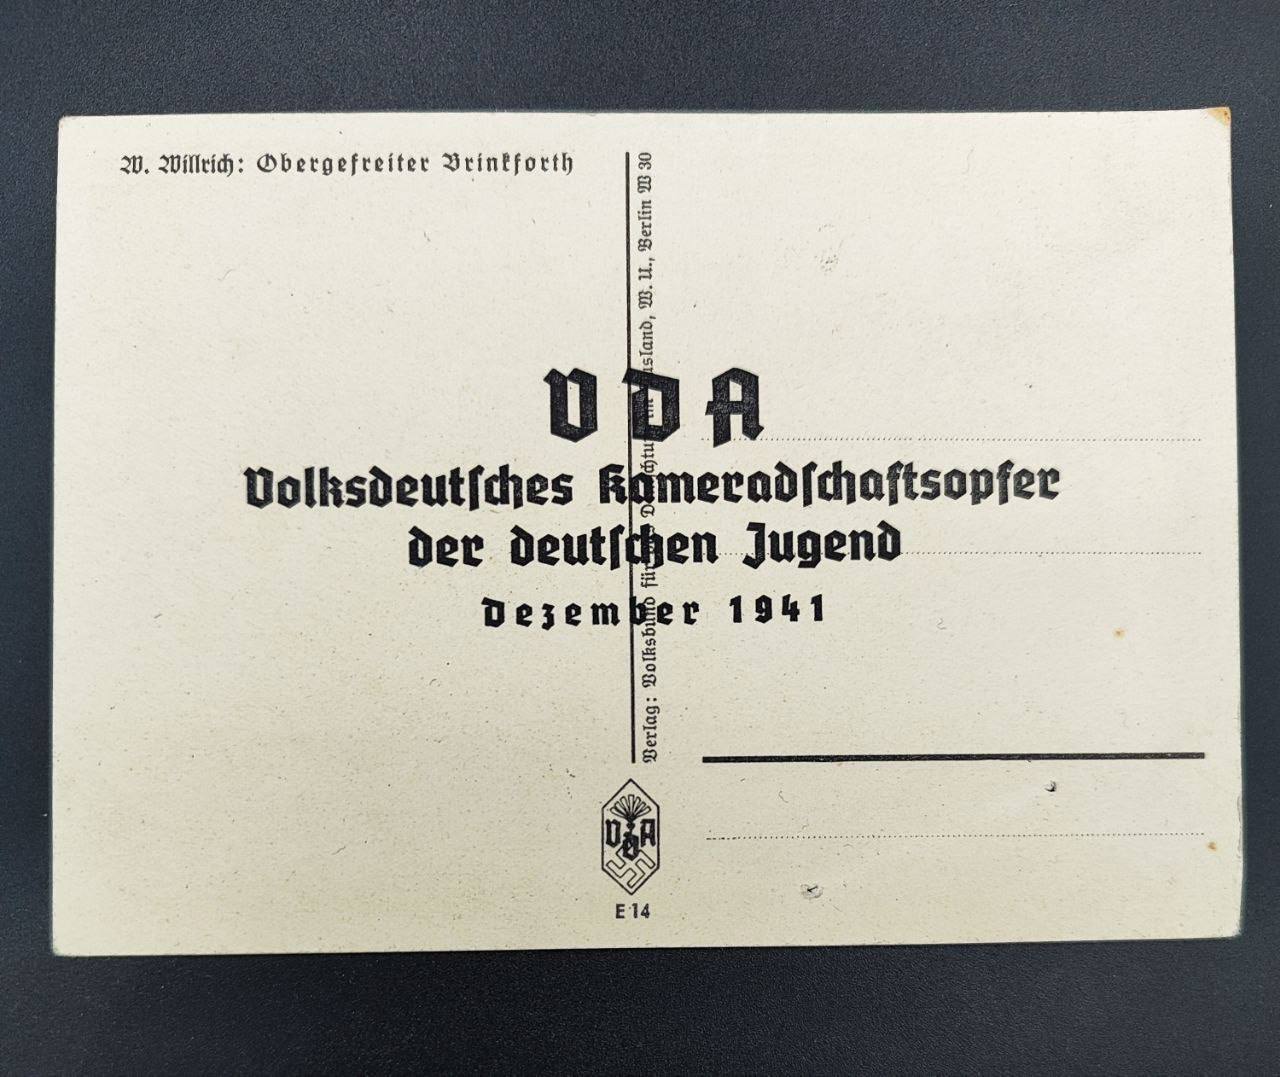 W. Willrich: Obergefreiter Brinkforth
Verlag: Volksbund für das Deutschtum im Ausland, W. U., Berlin W 30
VDA
Volksdeutsches Kameradschaftsopfer
der deutschen Jugend
Dezember 1941
VDA
E 14